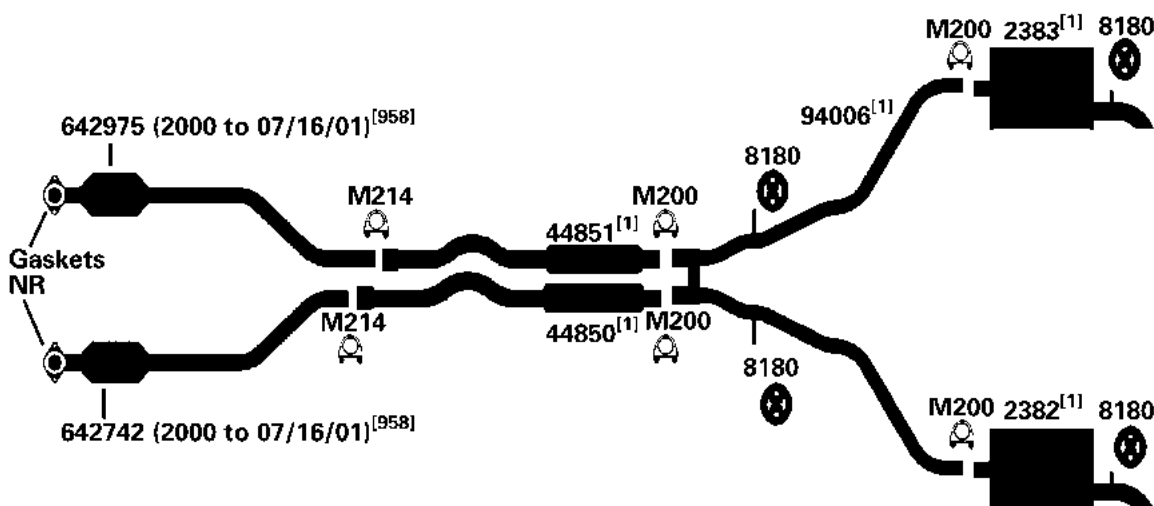 M200 2383[1] 8180
642975 (2000 to 07/16/01)[958]
94006[1]
8180
M214 M200
44851[1]
Gaskets
NR
M214 44850[1] M200
8180
642742 (2000 to 07/16/01)[958]
M200 2382[1] 8180